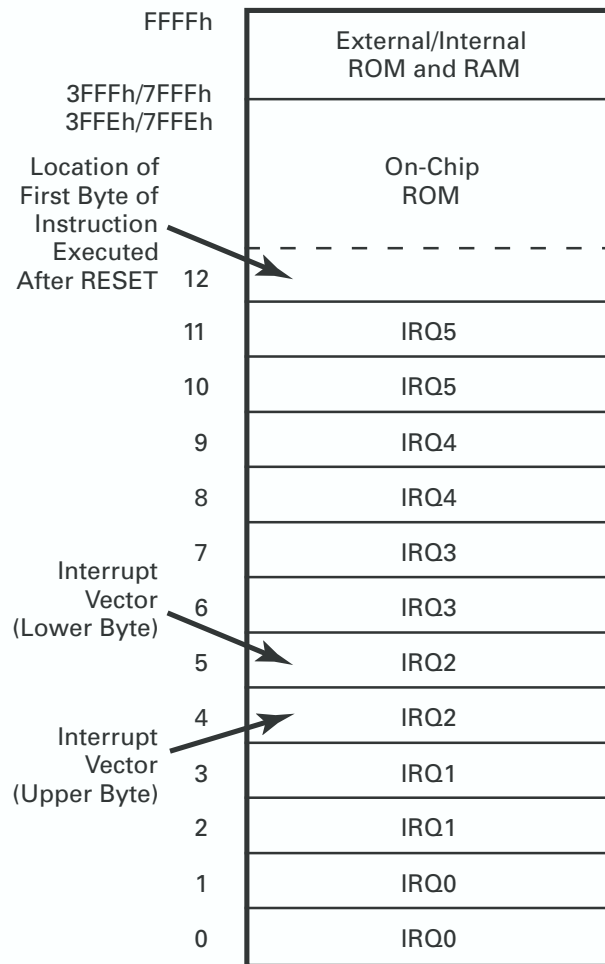 FFFFh
External/Internal
ROM and RAM
3FFFh/7FFFh
3FFEh/7FFEh
On-Chip
ROM
Location of
First Byte of
Instruction
Executed
After RESET
12
11 IRQ5
10 IRQ5
9 IRQ4
8 IRQ4
7 IRQ3
Interrupt
Vector
(Lower Byte)
6 IRQ3
5 IRQ2
4 IRQ2
Interrupt
Vector
(Upper Byte)
3 IRQ1
2 IRQ1
1 IRQ0
0 IRQ0